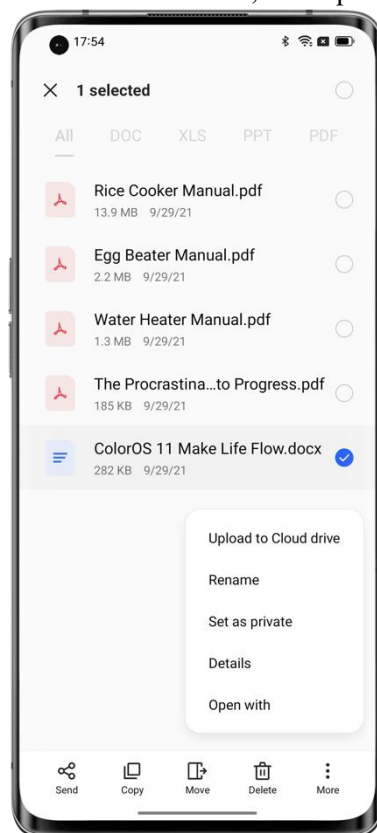 17:54
1 selected
All DOC XLS PPT PDF
Rice Cooker Manual.pdf
13.9 MB 9/29/21
Egg Beater Manual.pdf
2.2 MB 9/29/21
Water Heater Manual.pdf
1.3 MB 9/29/21
The Procrastina...to Progress.pdf
185 KB 9/29/21
ColorOS 11 Make Life Flow.docx
282 KB 9/29/21
Upload to Cloud drive
Rename
Set as private
Details
Open with
Send Copy Move Delete More